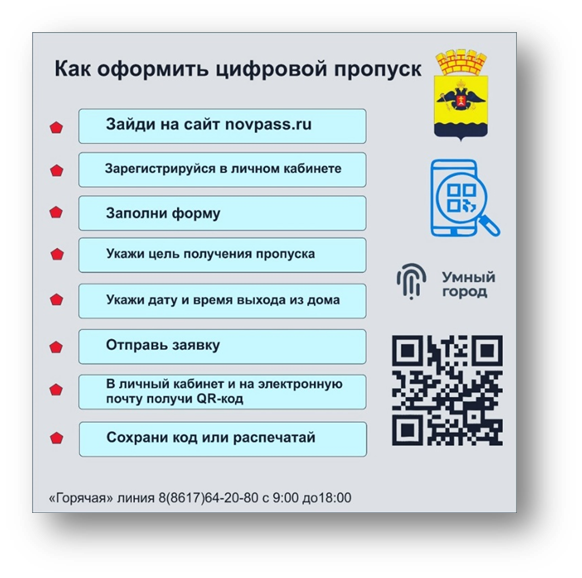 Как оформить цифровой пропуск
Зайди на сайт novpass.ru
Зарегистрируйся в личном кабинете
Заполни форму
Укажи цель получения пропуска
Укажи дату и время выхода из дома
Отправь заявку
В личный кабинет и на электронную
почту получи QR-код
Сохрани код или распечатай
Умный
город
«Горячая» линия 8(8617)64-20-80 с 9:00 до18:00